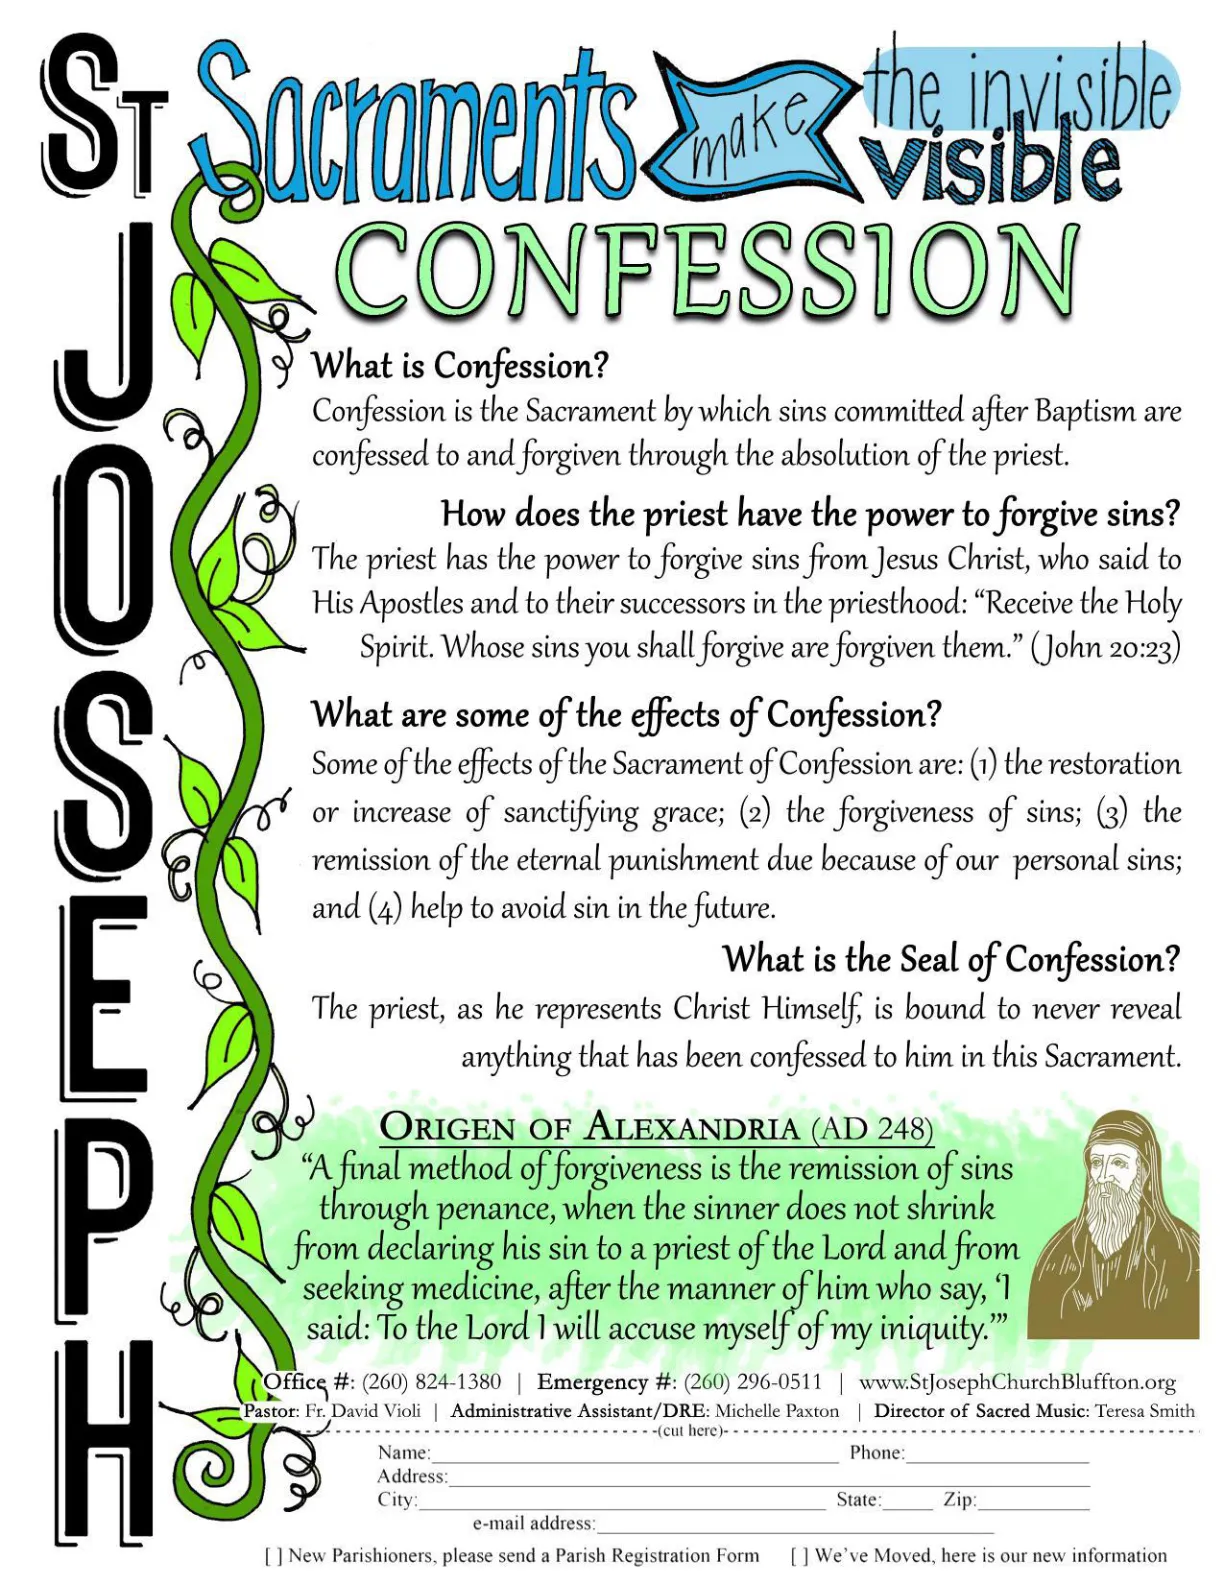 ST JOSEPH
Sacraments make the invisible
visible
CONFESSION
What is Confession?
Confession is the Sacrament by which sins committed after Baptism are
confessed to and forgiven through the absolution of the priest.
How does the priest have the power to forgive sins?
The priest has the power to forgive sins from Jesus Christ, who said to
His Apostles and to their successors in the priesthood: “Receive the Holy
Spirit. Whose sins you shall forgive are forgiven them.” (John 20:23)
What are some of the effects of Confession?
Some of the effects of the Sacrament of Confession are: (1) the restoration
or increase of sanctifying grace; (2) the forgiveness of sins; (3) the
remission of the eternal punishment due because of our personal sins;
and (4) help to avoid sin in the future.
What is the Seal of Confession?
The priest, as he represents Christ Himself, is bound to never reveal
anything that has been confessed to him in this Sacrament.
ORIGEN OF ALEXANDRIA (AD 248)
“A final method of forgiveness is the remission of sins
through penance, when the sinner does not shrink
from declaring his sin to a priest of the Lord and from
seeking medicine, after the manner of him who say, ‘I
said: To the Lord I will accuse myself of my iniquity.’”
Office #: (260) 824-1380 | Emergency #: (260) 296-0511 | www.StJosephChurchBluffton.org
Pastor: Fr. David Violi | Administrative Assistant/DRE: Michelle Paxton | Director of Sacred Music: Teresa Smith
(cut here)
Name: Phone:
Address:
City: State: Zip:
e-mail address:
[ ] New Parishioners, please send a Parish Registration Form [ ] We’ve Moved, here is our new information